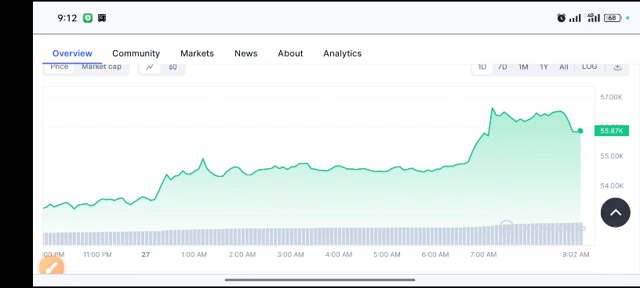 9:12 68
Overview Community Markets News About Analytics
Price Market cap 1D 7D 1M 1Y All LOG
57.00K
55.87K
55.00K
54.00K
11:00 PM 27 1:00 AM 2:00 AM 3:00 AM 4:00 AM 5:00 AM 6:00 AM 7:00 AM 9:02 AM